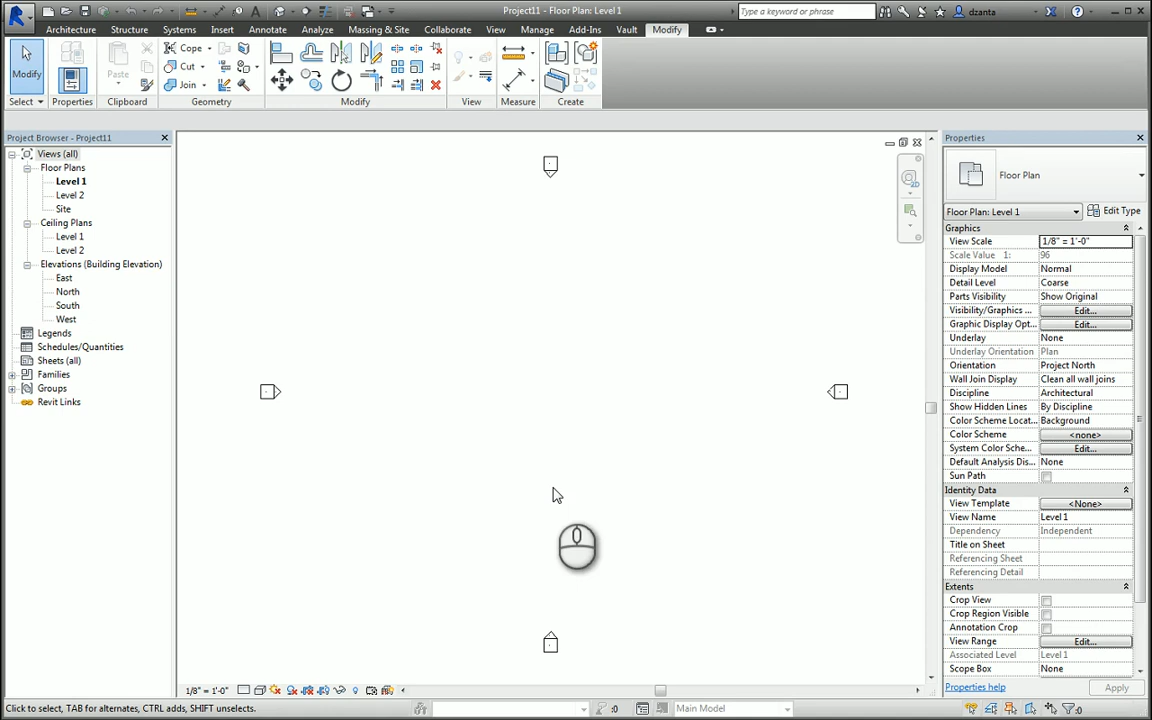 Project11 - Floor Plan: Level 1
Type a keyword or phrase
dzanta
Architecture Structure Systems Insert Annotate Analyze Massing & Site Collaborate View Manage Add-Ins Vault Modify
Modify
Paste
Cope
Cut
Join
Select Properties Clipboard Geometry Modify View Measure Create
Project Browser - Project11
Views (all)
Floor Plans
Level 1
Level 2
Site
Ceiling Plans
Level 1
Level 2
Elevations (Building Elevation)
East
North
South
West
Legends
Schedules/Quantities
Sheets (all)
Families
Groups
Revit Links
2D
Properties
Floor Plan
Floor Plan: Level 1 Edit Type
Graphics
View Scale 1/8" = 1'-0"
Scale Value 1: 96
Display Model Normal
Detail Level Coarse
Parts Visibility Show Original
Visibility/Graphics ... Edit...
Graphic Display Opt... Edit...
Underlay None
Underlay Orientation Plan
Orientation Project North
Wall Join Display Clean all wall joins
Discipline Architectural
Show Hidden Lines By Discipline
Color Scheme Locat... Background
Color Scheme <none>
System Color Sche... Edit...
Default Analysis Dis... None
Sun Path
Identity Data
View Template <None>
View Name Level 1
Dependency Independent
Title on Sheet
Referencing Sheet
Referencing Detail
Extents
Crop View
Crop Region Visible
Annotation Crop
View Range Edit...
Associated Level Level 1
Scope Box None
Properties help Apply
1/8" = 1'-0"
Click to select, TAB for alternates, CTRL adds, SHIFT unselects.
:0
Main Model
:0